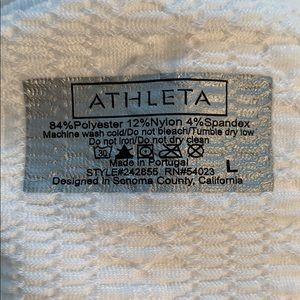 ATHLETA
84%Polyester 12%Nylon 4%Spandex
Machine wash cold/Do not bleach/Tumble dry low
Do not iron/Do not dry clean
30
Made in Portugal
STYLE#242855 RN#54023
Designed in Sonoma County, California
L